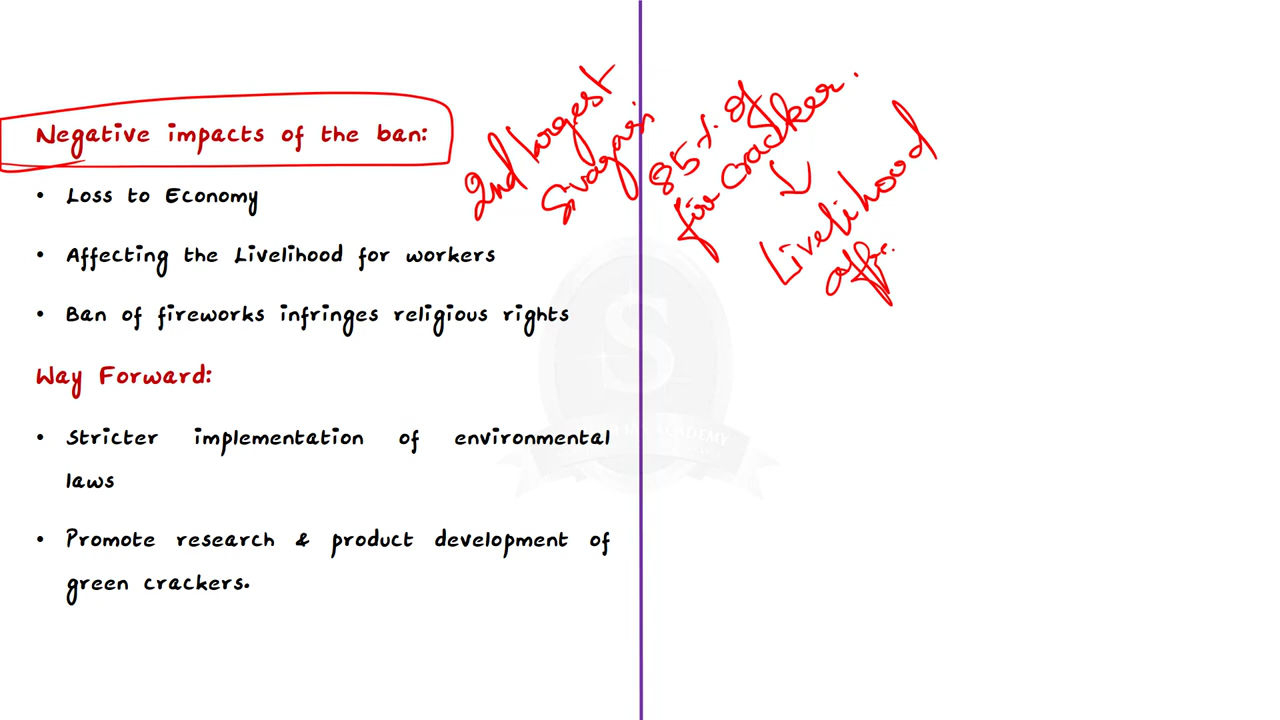 Negative impacts of the ban:
• Loss to Economy
• Affecting the Livelihood for workers
• Ban of fireworks infringes religious rights
Way Forward:
• Stricter implementation of environmental
laws
• Promote research & product development of
green crackers.
2nd largest
85% of
fire cracker.
Livelihood
ACADEMY